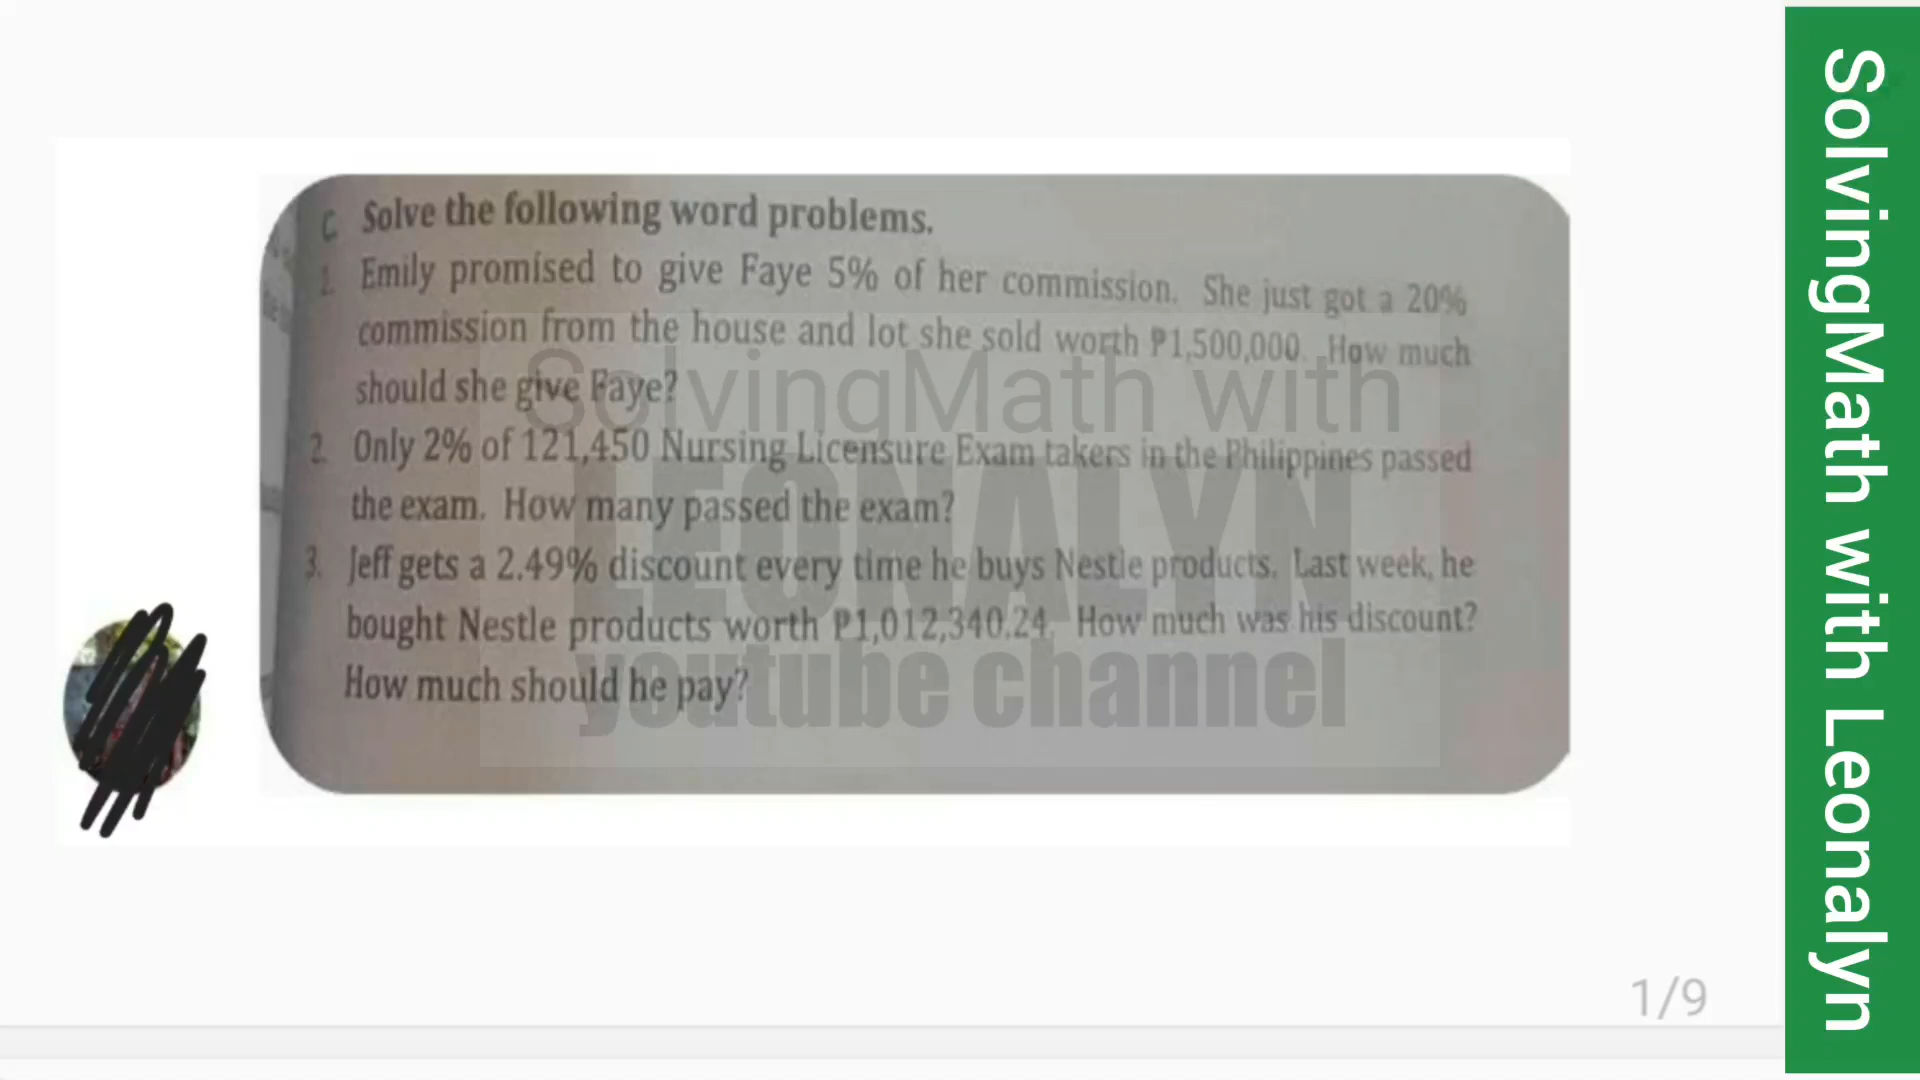 C. Solve the following word problems.
1. Emily promised to give Faye 5% of her commission. She just got a 20%
commission from the house and lot she sold worth ₱1,500,000. How much
should she give Faye?
2. Only 2% of 121,450 Nursing Licensure Exam takers in the Philippines passed
the exam. How many passed the exam?
3. Jeff gets a 2.49% discount every time he buys Nestle products. Last week, he
bought Nestle products worth ₱1,012,340.24. How much was his discount?
How much should he pay?
SolvingMath with
LEONALYN
youtube channel
1/9
SolvingMath with Leonalyn